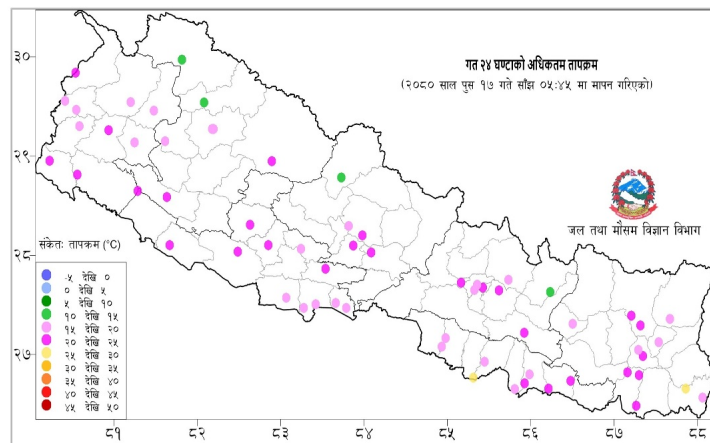 गत २४ घण्टाको अधिकतम तापक्रम
(२०८० साल पुस १७ गते साँझ ०५:४५ मा मापन गरिएको)
३०
२९
२८
२७
जल तथा मौसम विज्ञान विभाग
संकेतः तापक्रम (°C)
-५ देखि ०
० देखि ५
५ देखि १०
१० देखि १५
१५ देखि २०
२० देखि २५
२५ देखि ३०
३० देखि ३५
३५ देखि ४०
४० देखि ४५
४५ देखि ५०
८१ ८२ ८३ ८४ ८५ ८६ ८७ ८८